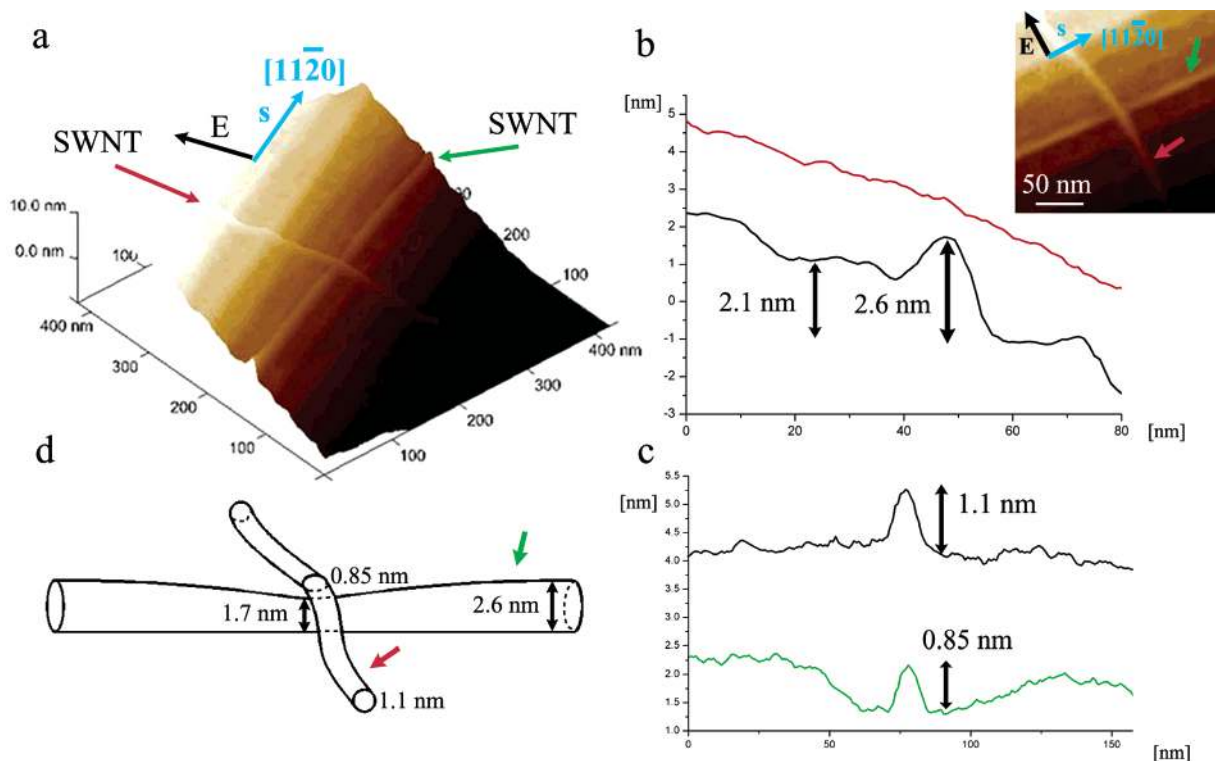 a
[11̅20]
s
E
SWNT
SWNT
10.0 nm
0.0 nm
100
400 nm
300
200
100
100
200
300
400 nm
100
200
b
E
s
[11̅20]
50 nm
[nm]
5
4
3
2
1
0
-1
-2
-3
2.1 nm
2.6 nm
0
20
40
60
80
[nm]
d
0.85 nm
1.7 nm
2.6 nm
1.1 nm
c
[nm]
5.5
5.0
4.5
4.0
3.5
3.0
2.5
2.0
1.5
1.0
1.1 nm
0.85 nm
0
50
100
150
[nm]